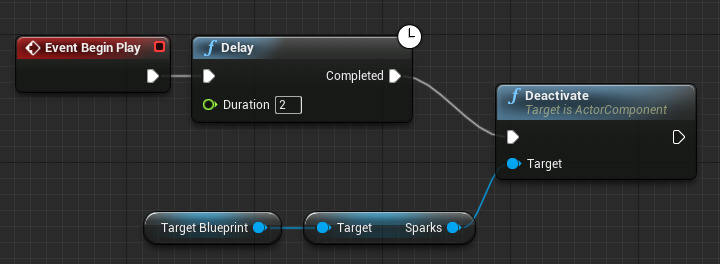 Event Begin Play
f Delay
Completed
Duration 2
f Deactivate
Target is ActorComponent
Target
Target Blueprint
Target Sparks